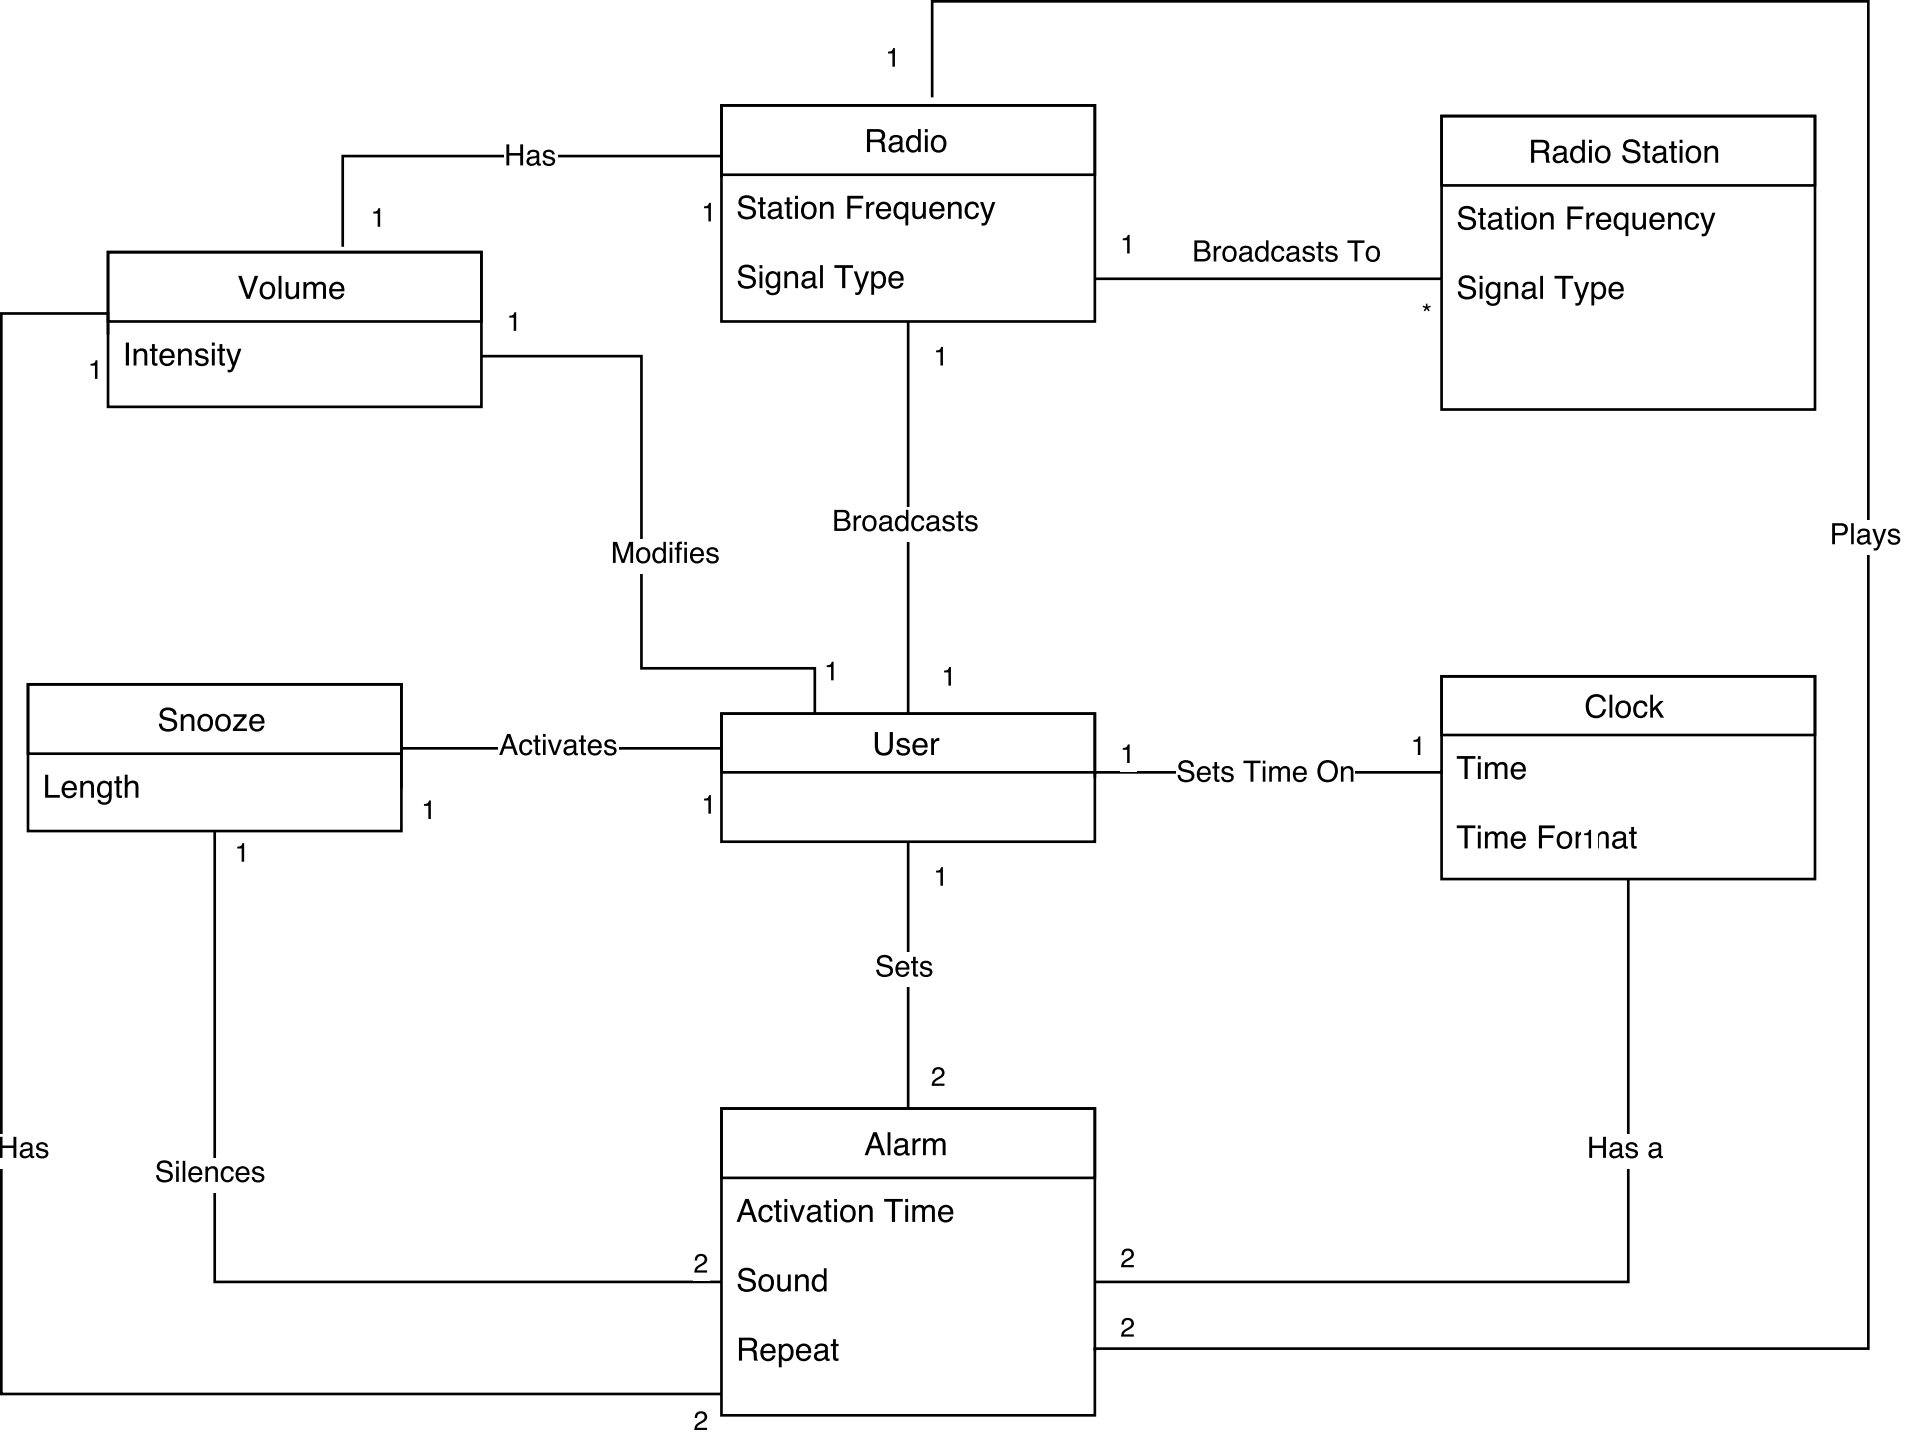 1
Radio
Station Frequency
Signal Type
Radio Station
Station Frequency
Signal Type
Has
1
1
1
Broadcasts To
*
Volume
Intensity
1
1
1
Modifies
Broadcasts
Plays
1
1
Snooze
Length
Activates
1
1
User
1
Sets Time On
1
Clock
Time
Time Format
1
1
1
Sets
2
Has
Silences
Has a
Alarm
Activation Time
Sound
Repeat
2
2
2
2